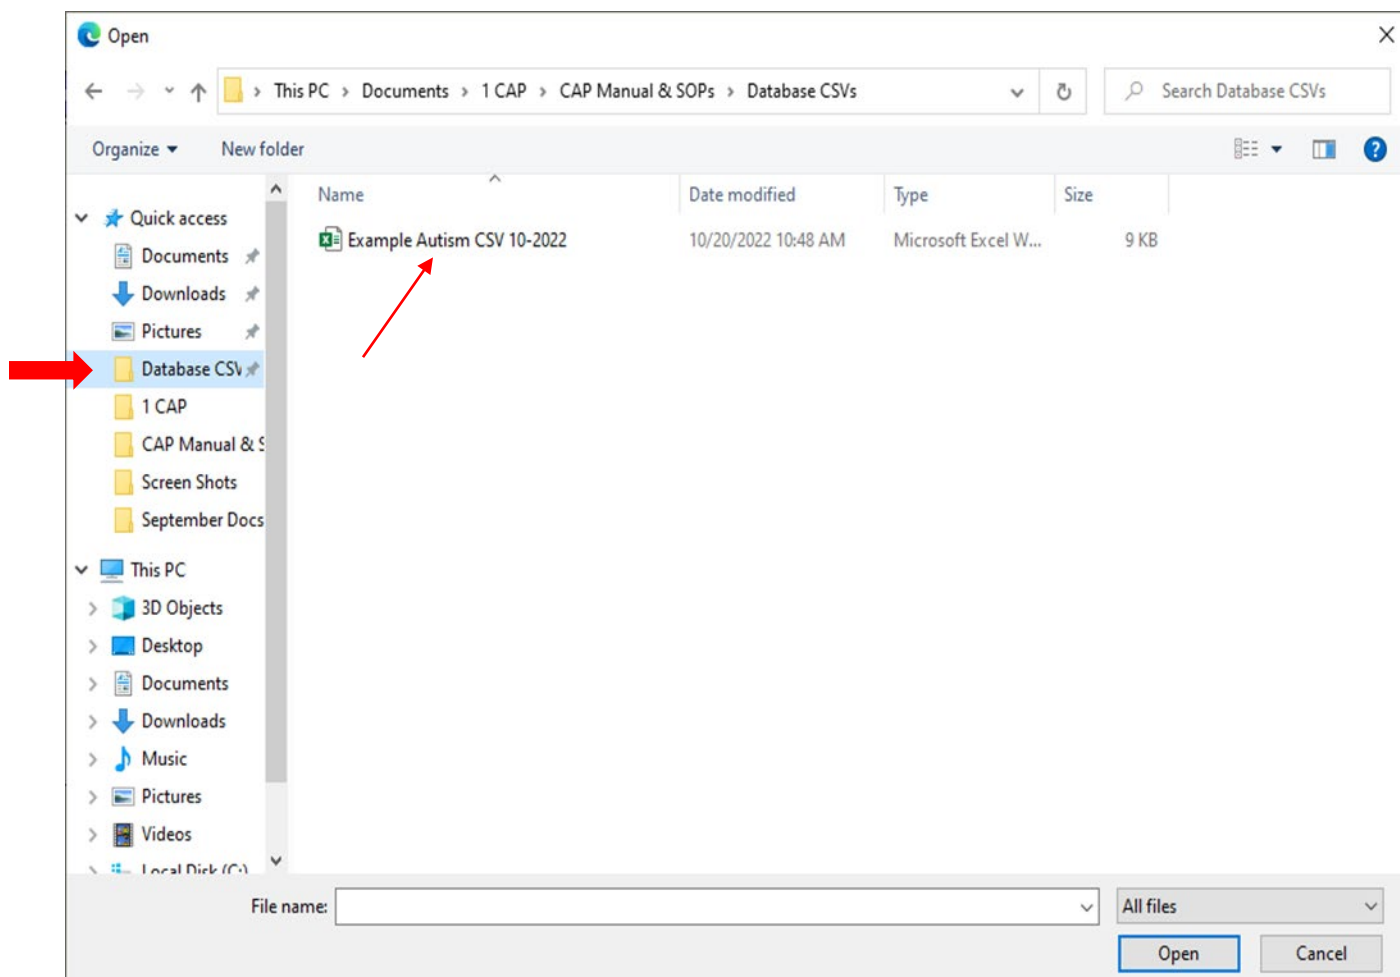 Open
This PC > Documents > 1 CAP > CAP Manual & SOPs > Database CSVs
Search Database CSVs
Organize
New folder
Name
Date modified
Type
Size
Example Autism CSV 10-2022
10/20/2022 10:48 AM
Microsoft Excel W...
9 KB
Quick access
Documents
Downloads
Pictures
Database CSV
1 CAP
CAP Manual & S
Screen Shots
September Docs
This PC
3D Objects
Desktop
Documents
Downloads
Music
Pictures
Videos
Local Disk (C:)
File name:
All files
Open
Cancel